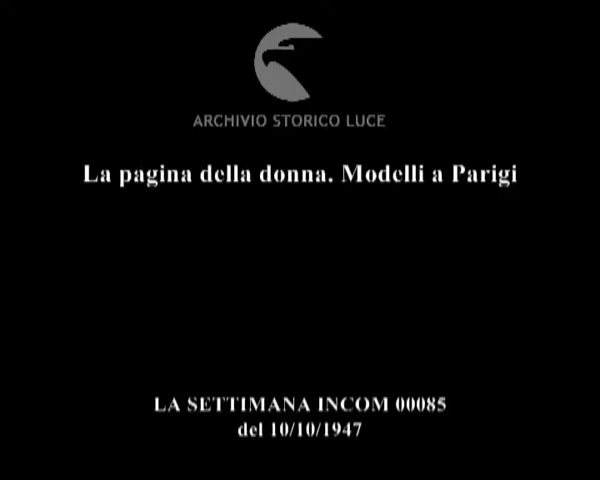 ARCHIVIO STORICO LUCE
La pagina della donna. Modelli a Parigi
LA SETTIMANA INCOM 00085
del 10/10/1947